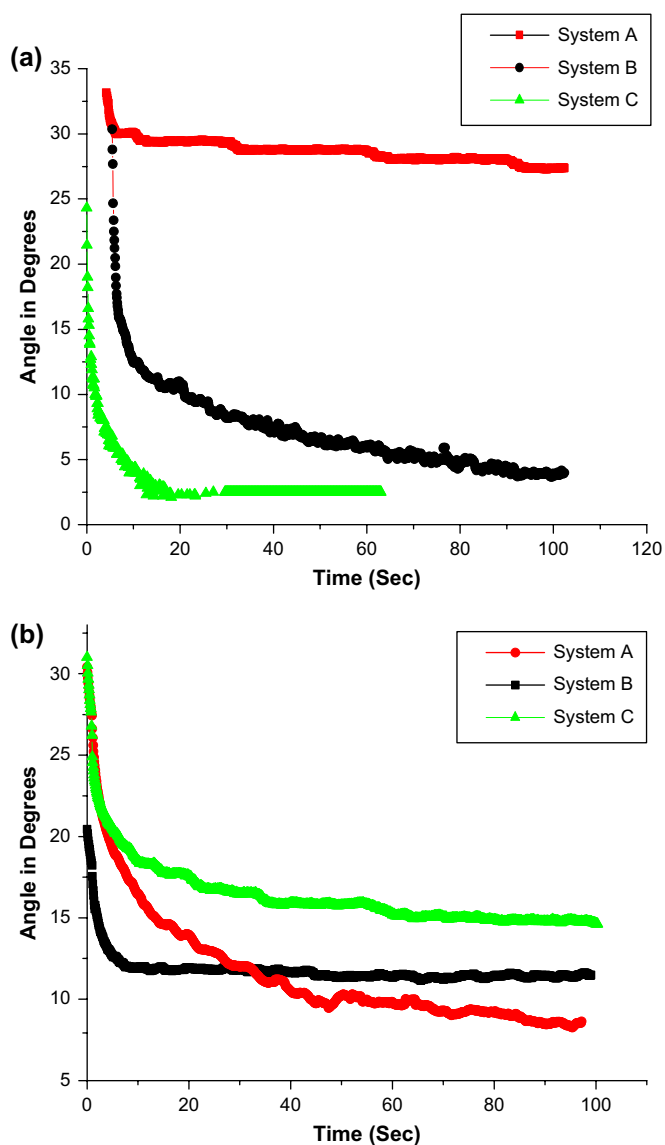 System A
System B
System C
(a)
35
30
25
20
15
10
5
0
Angle in Degrees
0 20 40 60 80 100 120
Time (Sec)
(b)
System A
System B
System C
30
25
20
15
10
5
Angle in Degrees
0 20 40 60 80 100
Time (Sec)